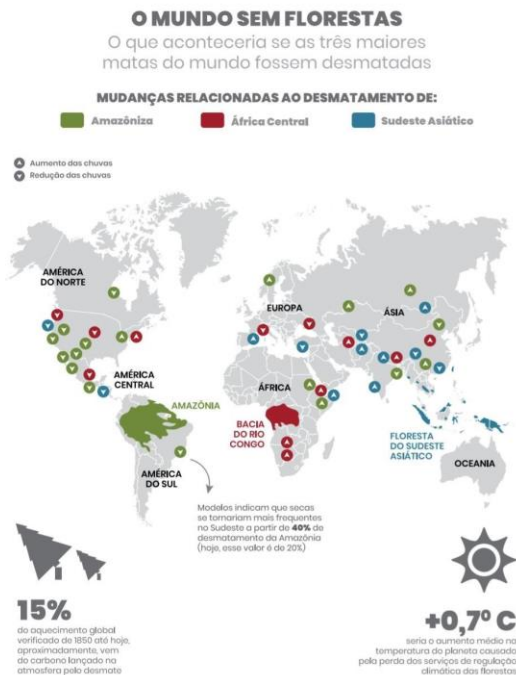 O MUNDO SEM FLORESTAS
O que aconteceria se as três maiores
matas do mundo fossem desmatadas
MUDANÇAS RELACIONADAS AO DESMATAMENTO DE:
Amazôniza
África Central
Sudeste Asiático
Aumento das chuvas
Redução das chuvas
AMÉRICA
DO NORTE
EUROPA
ÁSIA
AMÉRICA
CENTRAL
AMAZÔNIA
ÁFRICA
BACIA
DO RIO
CONGO
FLORESTA
DO SUDESTE
ASIÁTICO
OCEANIA
AMÉRICA
DO SUL
Modelos indicam que secas
se tornariam mais frequentes
no Sudeste a partir de 40% de
desmatamento da Amazônia
(hoje, esse valor é de 20%)
15%
do aquecimento global
verificada de 1850 até hoje,
aproximadamente, vem
do carbono lançado na
atmosfera pelo desmate
+0,7º C
seria o aumento médio na
temperatura do planeta causado
pela perda dos serviços de regulação
climática das florestas